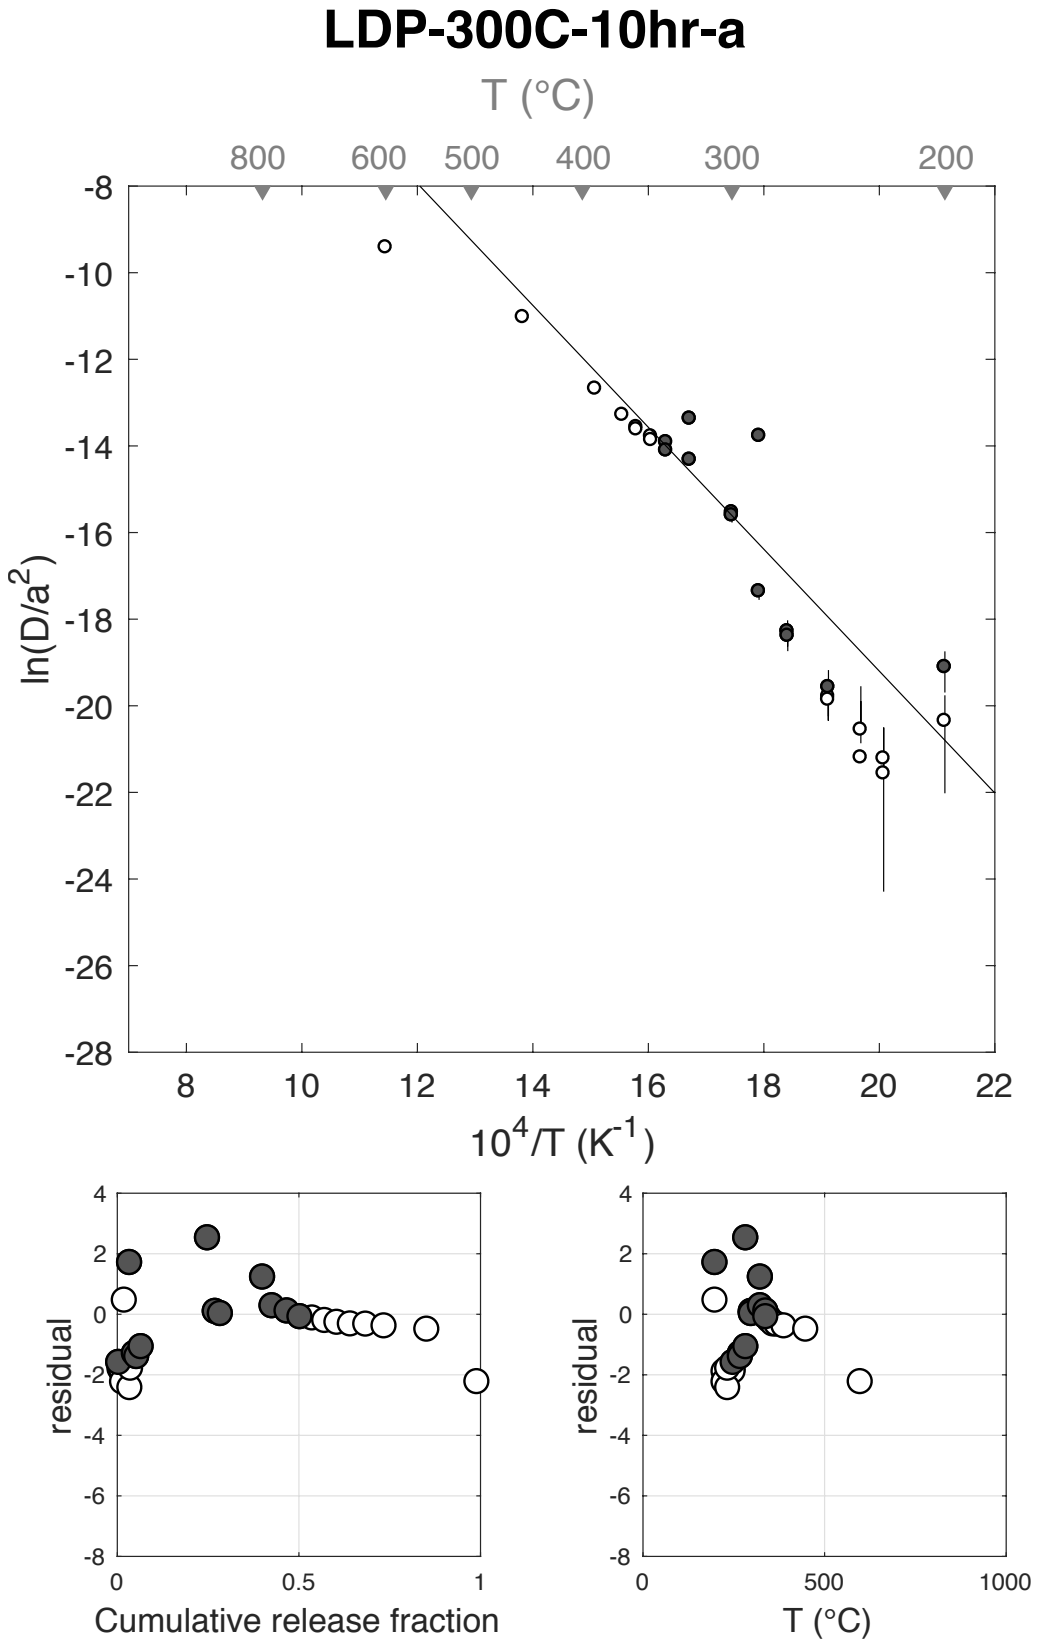 LDP-300C-10hr-a
T (°C)
800 600 500 400 300 200
-8
-10
-12
-14
-16
-18
-20
-22
-24
-26
-28
ln(D/a²)
8 10 12 14 16 18 20 22
10⁴/T (K⁻¹)
4
2
0
-2
-4
-6
-8
residual
0 0.5 1
Cumulative release fraction
4
2
0
-2
-4
-6
-8
residual
0 500 1000
T (°C)